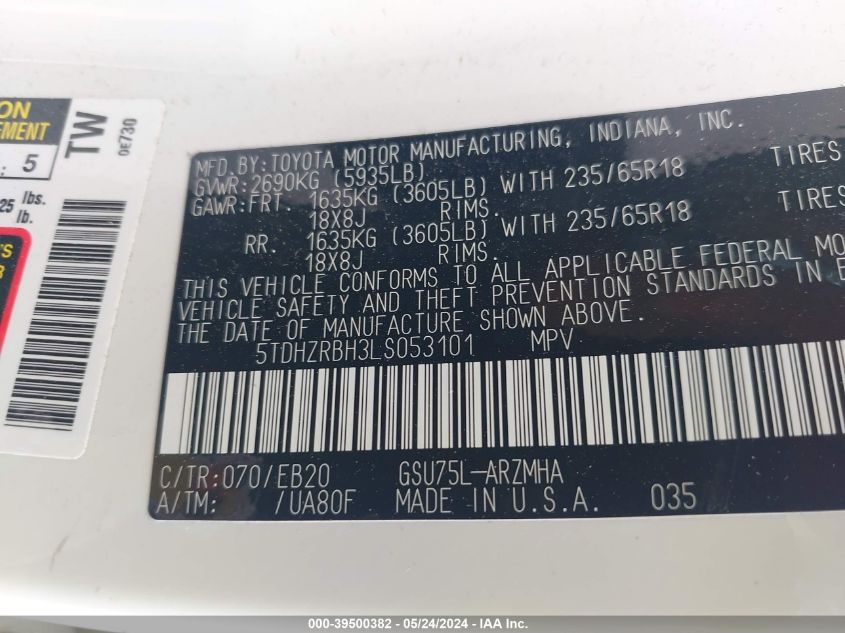 ON
EMENT
: 5
25 lbs.
lb.
'S
R
TW
0E730
MFD.BY:TOYOTA MOTOR MANUFACTURING, INDIANA, INC.
GVWR:2690KG (5935LB)
GAWR:FRT. 1635KG (3605LB) WITH 235/65R18 TIRES
18X8J RIMS.
RR. 1635KG (3605LB) WITH 235/65R18 TIRES
18X8J RIMS.
THIS VEHICLE CONFORMS TO ALL APPLICABLE FEDERAL MO
VEHICLE SAFETY AND THEFT PREVENTION STANDARDS IN E
THE DATE OF MANUFACTURE SHOWN ABOVE.
5TDHZRBH3LS053101 MPV
C/TR:070/EB20 GSU75L-ARZMHA
A/TM: /UA80F MADE IN U.S.A. 035
000-39500382 - 05/24/2024 - IAA Inc.